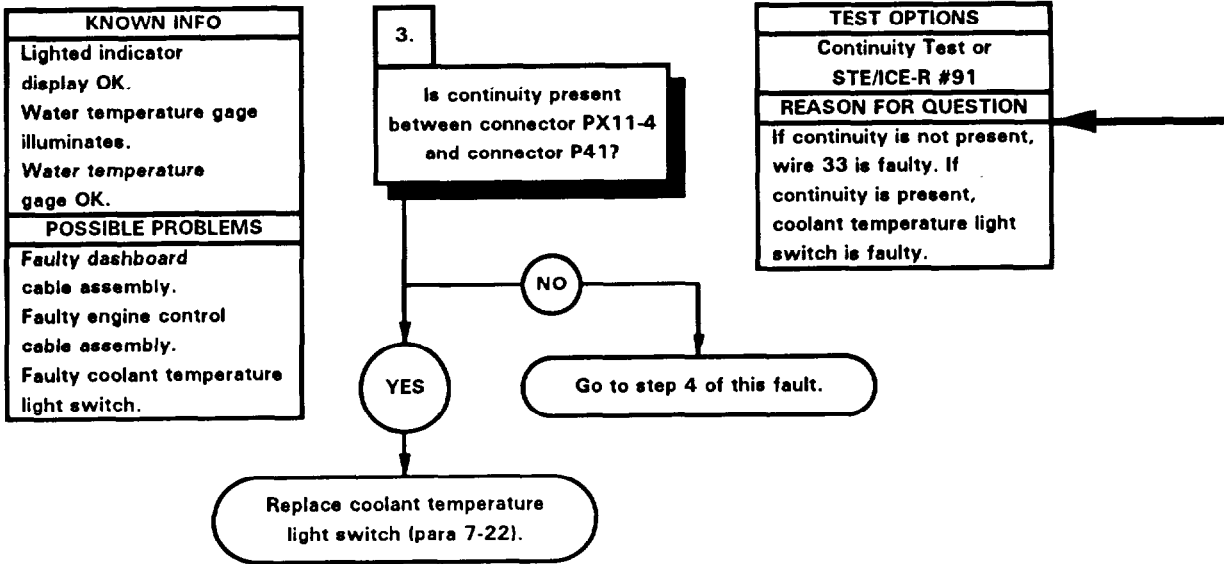 KNOWN INFO
Lighted indicator
display OK.
Water temperature gage
illuminates.
Water temperature
gage OK.
POSSIBLE PROBLEMS
Faulty dashboard
cable assembly.
Faulty engine control
cable assembly.
Faulty coolant temperature
light switch.
3.
Is continuity present
between connector PX11-4
and connector P41?
TEST OPTIONS
Continuity Test or
STE/ICE-R #91
REASON FOR QUESTION
If continuity is not present,
wire 33 is faulty. If
continuity is present,
coolant temperature light
switch is faulty.
NO
YES
Go to step 4 of this fault.
Replace coolant temperature
light switch (para 7-22).